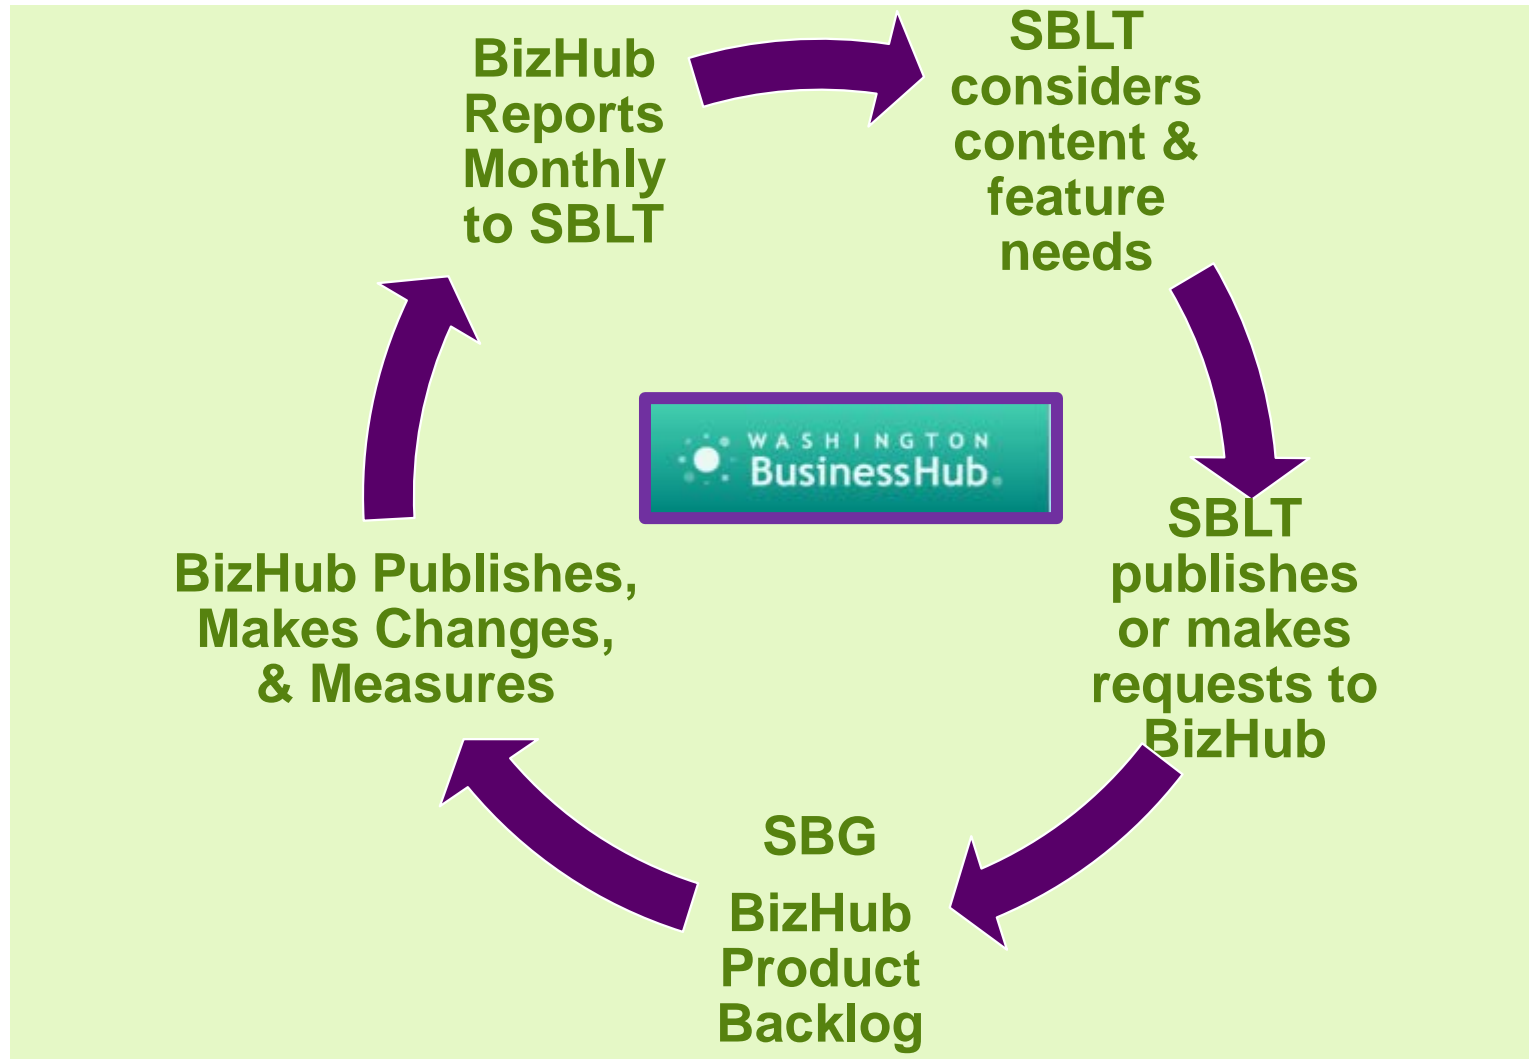 BizHub
Reports
Monthly
to SBLT
SBLT
considers
content &
feature
needs
WASHINGTON
BusinessHub
SBLT
publishes
or makes
requests to
BizHub
SBG
BizHub
Product
Backlog
BizHub Publishes,
Makes Changes,
& Measures